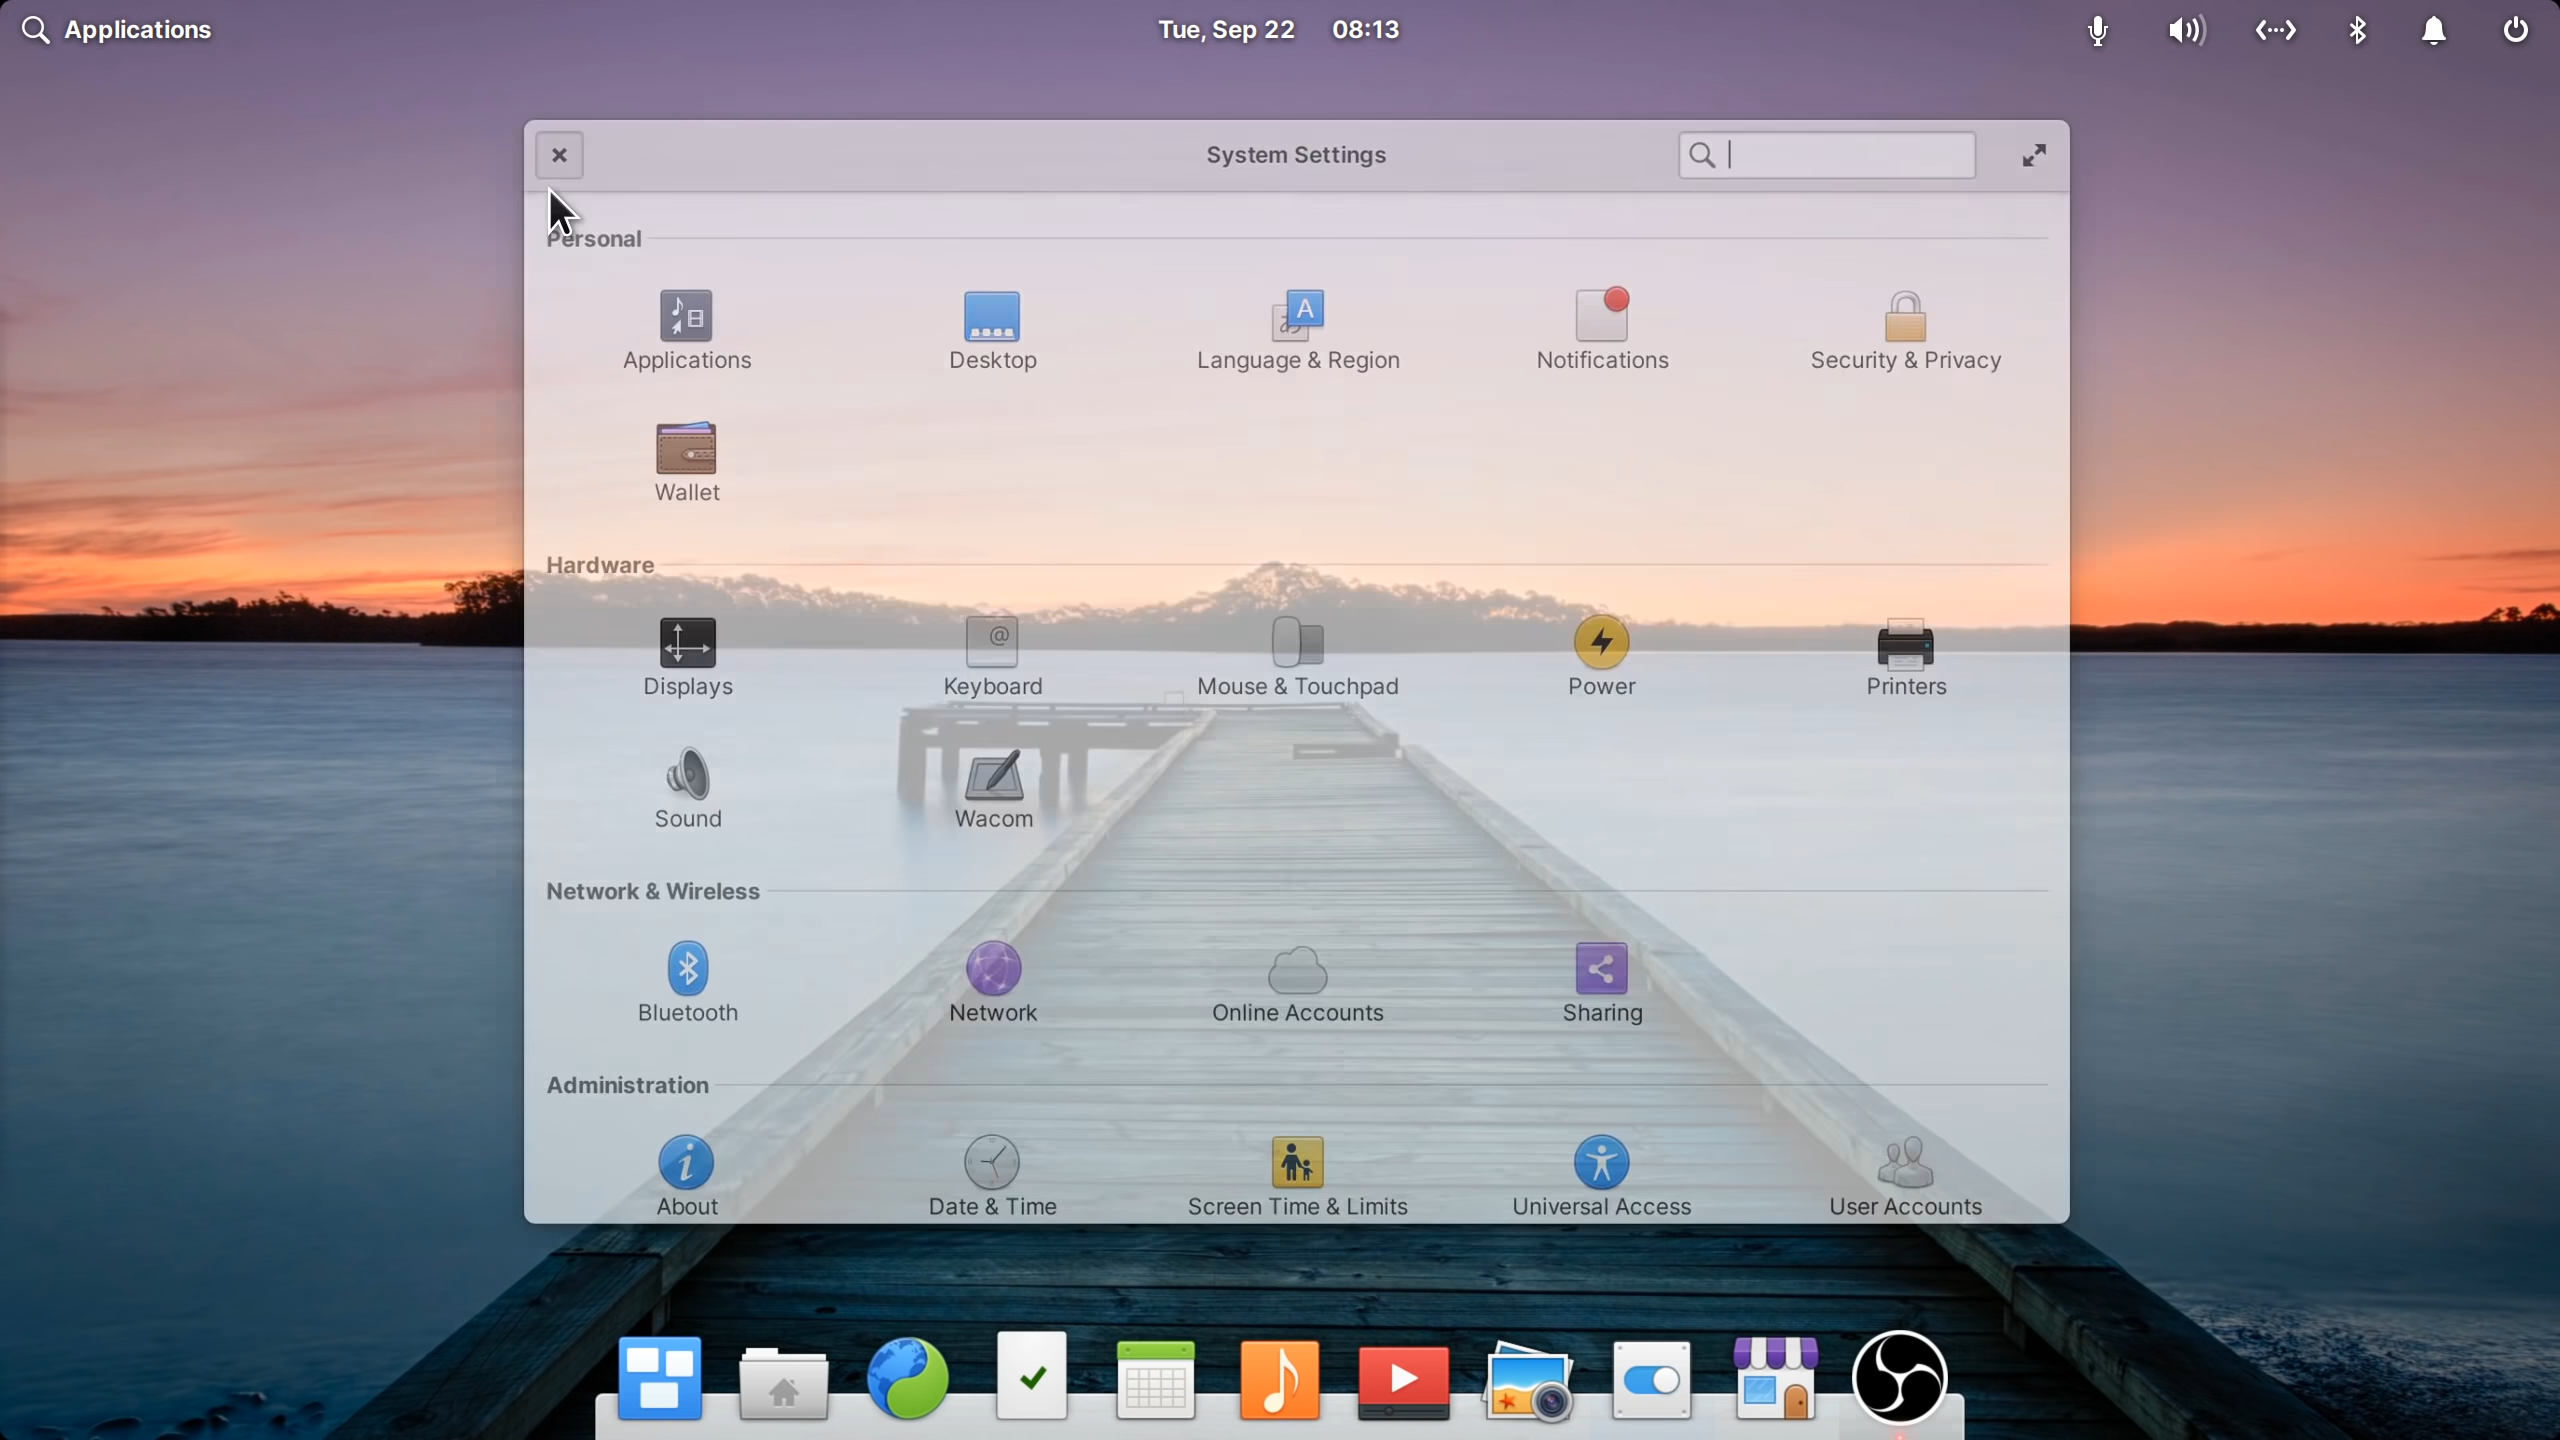 Applications
Tue, Sep 22 08:13
System Settings
Personal
Applications
Desktop
Language & Region
Notifications
Security & Privacy
Wallet
Hardware
Displays
Keyboard
Mouse & Touchpad
Power
Printers
Sound
Wacom
Network & Wireless
Bluetooth
Network
Online Accounts
Sharing
Administration
About
Date & Time
Screen Time & Limits
Universal Access
User Accounts